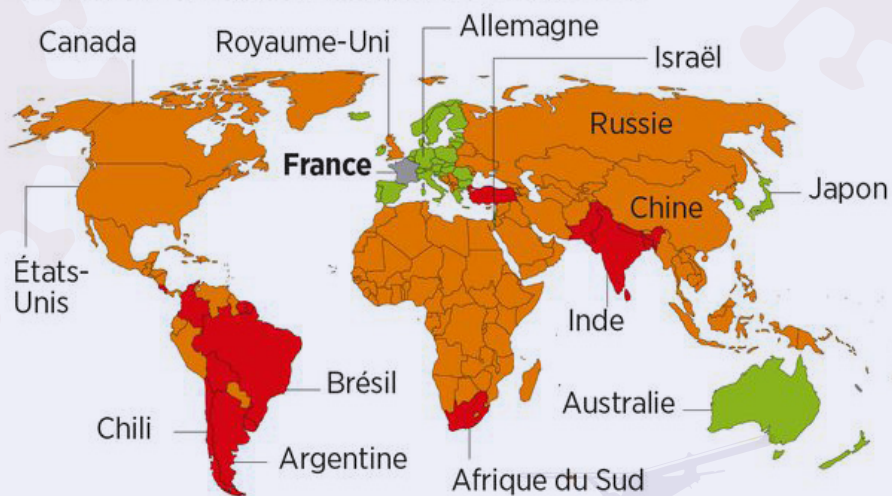 Canada
Royaume-Uni
Allemagne
Israël
Russie
France
Japon
Chine
États-
Unis
Inde
Brésil
Australie
Chili
Argentine
Afrique du Sud